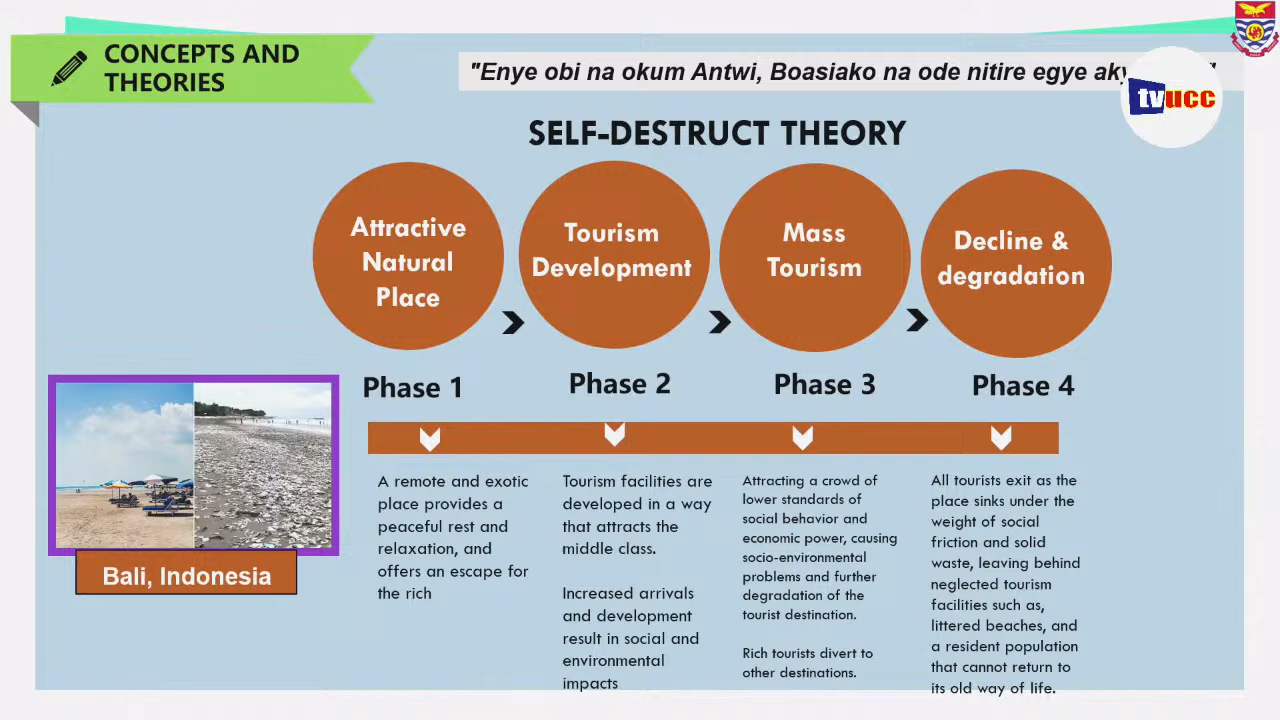 CONCEPTS AND
THEORIES
"Enye obi na okum Antwi, Boasiako na ode nitire egye
tvucc
SELF-DESTRUCT THEORY
Attractive
Natural
Place
Tourism
Development
Mass
Tourism
Decline &
degradation
Phase 1
Phase 2
Phase 3
Phase 4
A remote and exotic
place provides a
peaceful rest and
relaxation, and
offers an escape for
the rich
Tourism facilities are
developed in a way
that attracts the
middle class.
Increased arrivals
and development
result in social and
environmental
impacts
Attracting a crowd of
lower standards of
social behavior and
economic power, causing
socio-environmental
problems and further
degradation of the
tourist destination.
Rich tourists divert to
other destinations.
All tourists exit as the
place sinks under the
weight of social
friction and solid
waste, leaving behind
neglected tourism
facilities such as,
littered beaches, and
a resident population
that cannot return to
its old way of life.
Bali, Indonesia